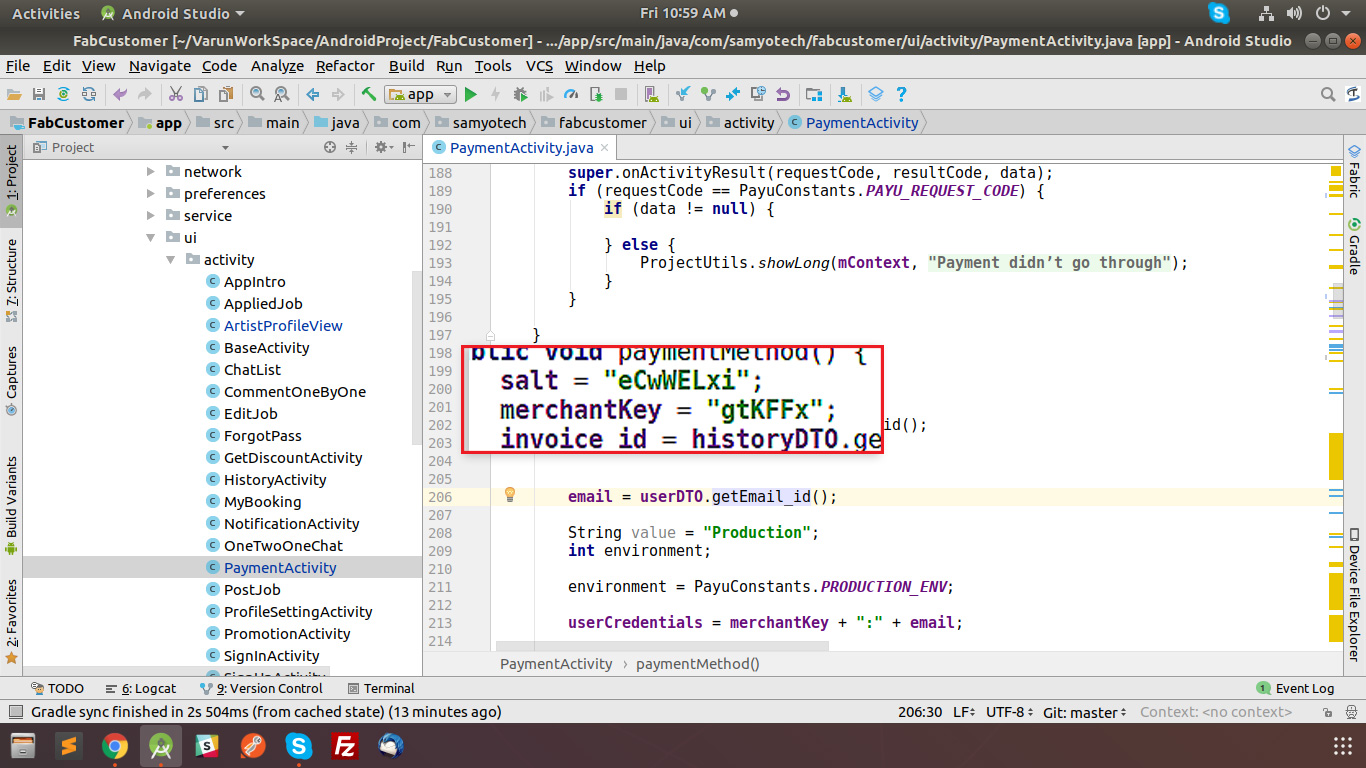 Activities Android Studio Fri 10:59 AM
FabCustomer [~/VarunWorkSpace/AndroidProject/FabCustomer] - .../app/src/main/java/com/samyotech/fabcustomer/ui/activity/PaymentActivity.java [app] - Android Studio
File Edit View Navigate Code Analyze Refactor Build Run Tools VCS Window Help
app
FabCustomer app src main java com samyotech fabcustomer ui activity PaymentActivity
Project
PaymentActivity.java
1: Project
7: Structure
Captures
Build Variants
2: Favorites
network
preferences
service
ui
activity
AppIntro
AppliedJob
ArtistProfileView
BaseActivity
ChatList
CommentOneByOne
EditJob
ForgotPass
GetDiscountActivity
HistoryActivity
MyBooking
NotificationActivity
OneTwoOneChat
PaymentActivity
PostJob
ProfileSettingActivity
PromotionActivity
SignInActivity
SignUpActivity
188 super.onActivityResult(requestCode, resultCode, data);
189 if (requestCode == PayuConstants.PAYU_REQUEST_CODE) {
190 if (data != null) {
191
192 } else {
193 ProjectUtils.showLong(mContext, "Payment didn’t go through");
194 }
195 }
196
197 }
198
199
200
201
202 id();
203
204
205
blic void paymentMethod() {
salt = "eCwWELxi";
merchantKey = "gtKFFx";
invoice_id = historyDTO.ge
206 email = userDTO.getEmail_id();
207
208 String value = "Production";
209 int environment;
210
211 environment = PayuConstants.PRODUCTION_ENV;
212
213 userCredentials = merchantKey + ":" + email;
214
PaymentActivity › paymentMethod()
Fabric
Gradle
Device File Explorer
TODO 6: Logcat 9: Version Control Terminal 1 Event Log
Gradle sync finished in 2s 504ms (from cached state) (13 minutes ago) 206:30 LF UTF-8 Git: master Context: <no context>